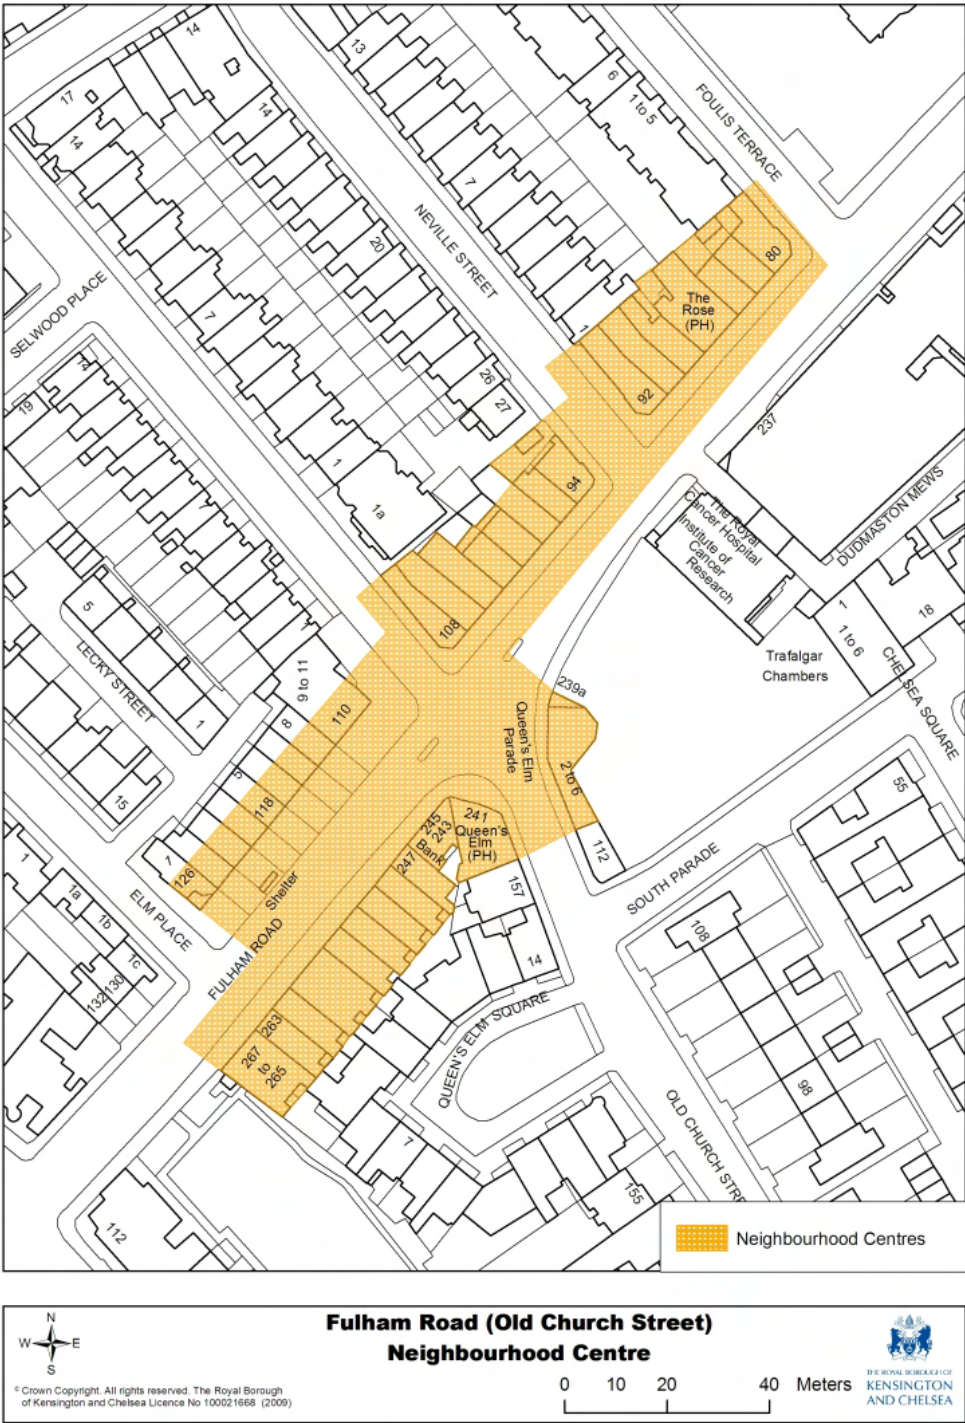 14
13
17
14
14
6
1 to 5
FOULIS TERRACE
7
NEVILLE STREET
20
80
SELWOOD PLACE
7
The
Rose
(PH)
1
14
19
26
27
92
237
1
94
1a
The Royal
Cancer Hospital
Institute of
Cancer
Research
DUDMASTON MEWS
7
5
108
1
1 to 6
18
LECKY STREET
Trafalgar
Chambers
CHELSEA SQUARE
9 to 11
239a
110
1
8
Queen's Elm
Parade
5
2 to 6
55
118
15
241
Queen's
Elm
(PH)
245
243
Bank
247
112
1
7
126
Shelter
157
SOUTH PARADE
1a
1b
1c
ELM PLACE
FULHAM ROAD
108
14
132
130
263
QUEEN'S ELM SQUARE
267
to
265
98
OLD CHURCH STRE
7
155
112
Neighbourhood Centres
N
W E
S
Fulham Road (Old Church Street)
Neighbourhood Centre
© Crown Copyright. All rights reserved. The Royal Borough
of Kensington and Chelsea Licence No 100021668 (2009)
0 10 20 40 Meters
THE ROYAL BOROUGH OF
KENSINGTON
AND CHELSEA